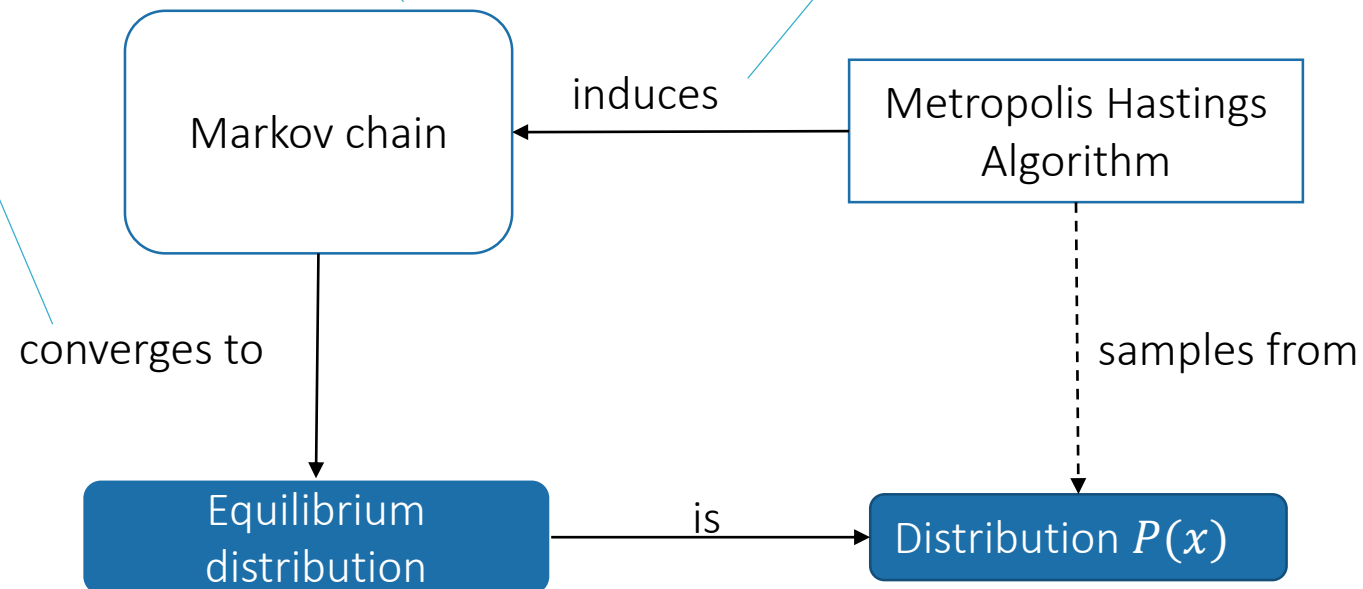 induces
Metropolis Hastings
Algorithm
Markov chain
converges to
samples from
Equilibrium
distribution
is
Distribution P(x)